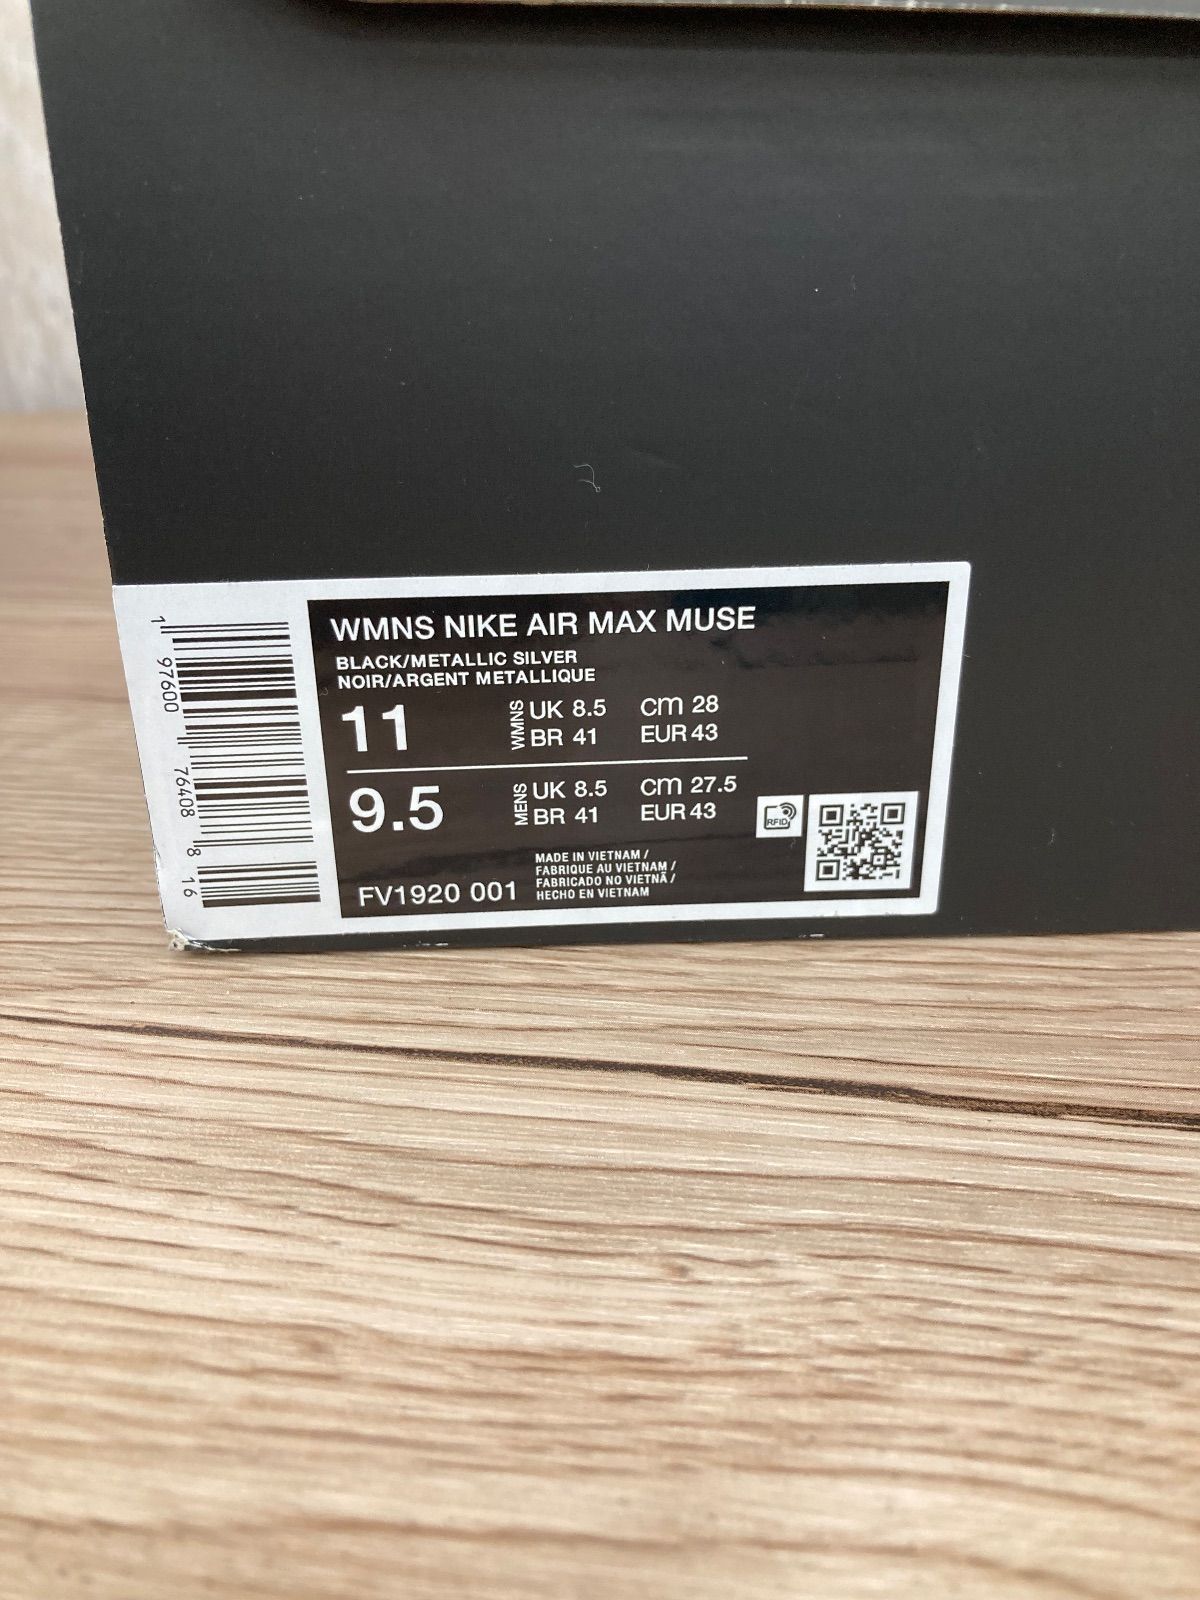 WMNS NIKE AIR MAX MUSE
BLACK/METALLIC SILVER
NOIR/ARGENT METALLIQUE
11 WMNS UK 8.5 cm 28
BR 41 EUR 43
9.5 MENS UK 8.5 cm 27.5
BR 41 EUR 43
RFID
FV1920 001
MADE IN VIETNAM /
FABRIQUE AU VIETNAM /
FABRICADO NO VIETNÃ /
HECHO EN VIETNAM
1 97600 76408 8 16